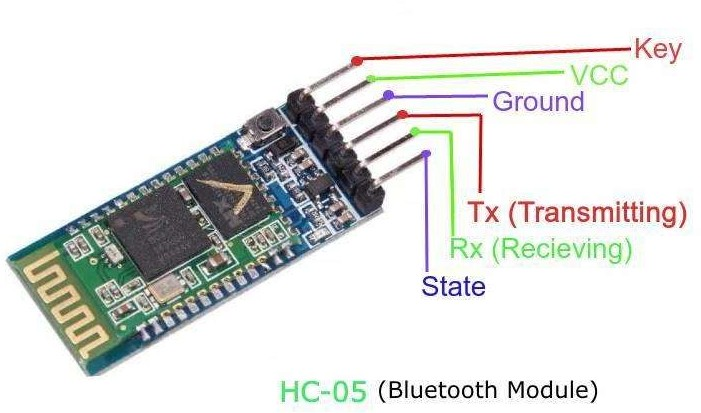 Key
VCC
Ground
Tx (Transmitting)
Rx (Recieving)
State
HC-05 (Bluetooth Module)